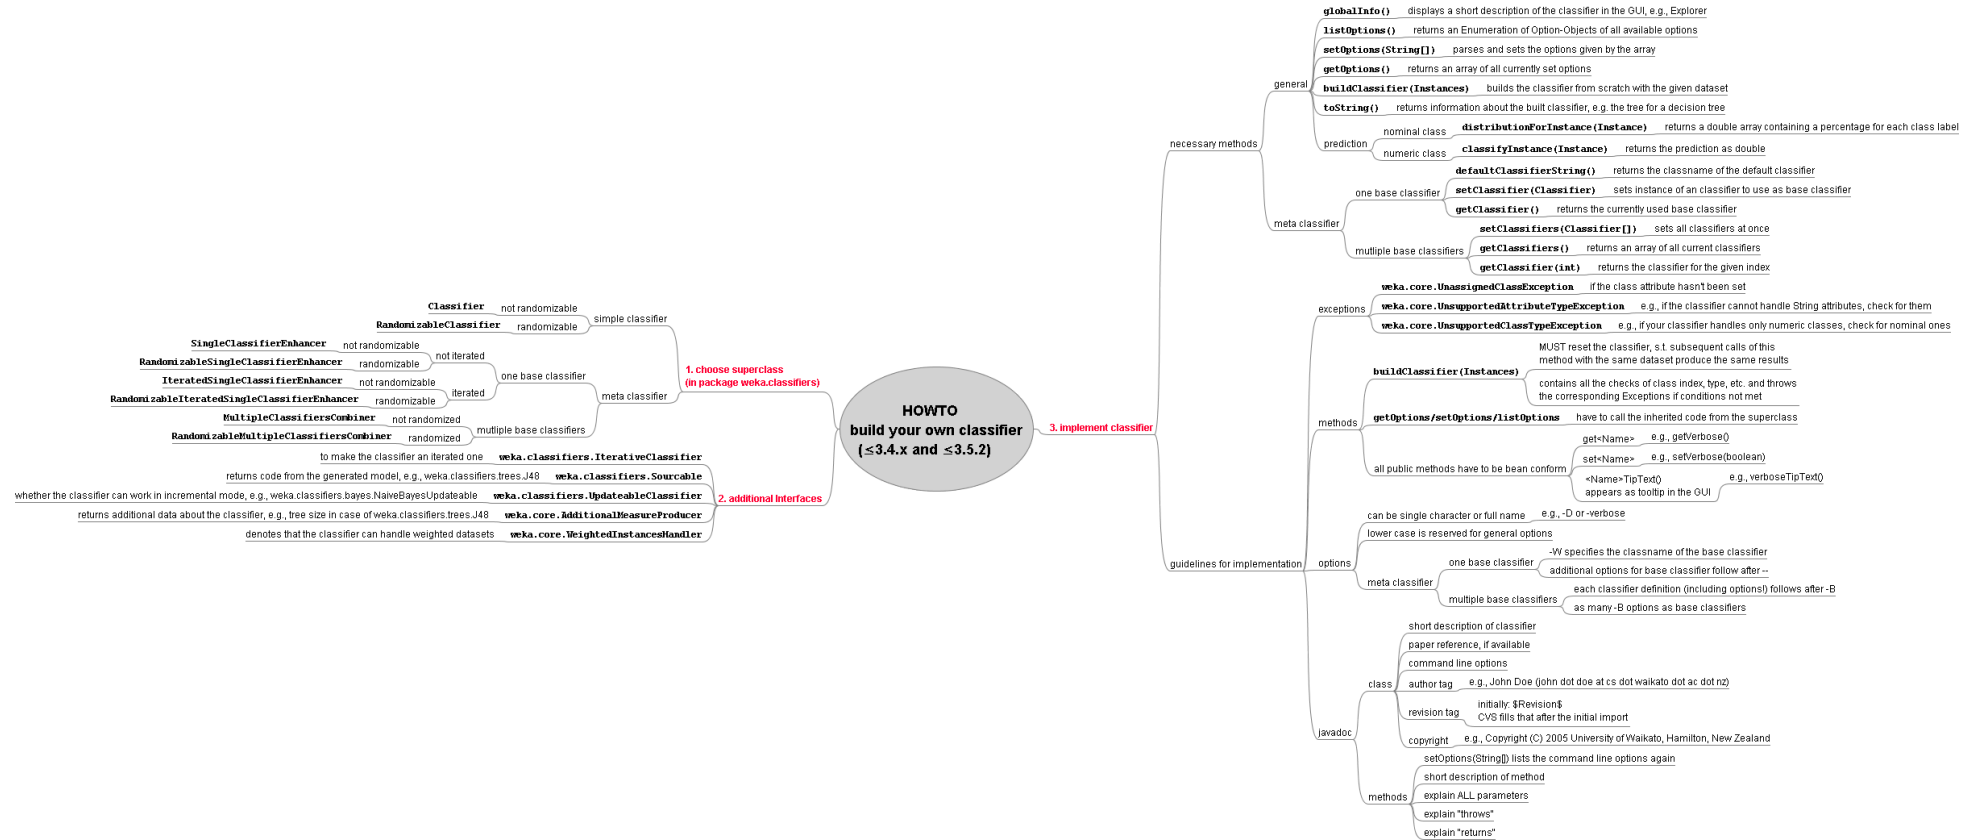 HOWTO
build your own classifier
(≤3.4.x and ≤3.5.2)
1. choose superclass
(in package weka.classifiers)
simple classifier
not randomizable
Classifier
randomizable
RandomizableClassifier
meta classifier
one base classifier
not iterated
not randomizable
SingleClassifierEnhancer
randomizable
RandomizableSingleClassifierEnhancer
iterated
not randomizable
IteratedSingleClassifierEnhancer
randomizable
RandomizableIteratedSingleClassifierEnhancer
mutliple base classifiers
not randomized
MultipleClassifiersCombiner
randomized
RandomizableMultipleClassifiersCombiner
2. additional Interfaces
weka.classifiers.IterativeClassifier
to make the classifier an iterated one
weka.classifiers.Sourcable
returns code from the generated model, e.g., weka.classifiers.trees.J48
weka.classifiers.UpdateableClassifier
whether the classifier can work in incremental mode, e.g., weka.classifiers.bayes.NaiveBayesUpdateable
weka.core.AdditionalMeasureProducer
returns additional data about the classifier, e.g., tree size in case of weka.classifiers.trees.J48
weka.core.WeightedInstancesHandler
denotes that the classifier can handle weighted datasets
3. implement classifier
necessary methods
general
globalInfo()
displays a short description of the classifier in the GUI, e.g., Explorer
listOptions()
returns an Enumeration of Option-Objects of all available options
setOptions(String[])
parses and sets the options given by the array
getOptions()
returns an array of all currently set options
buildClassifier(Instances)
builds the classifier from scratch with the given dataset
toString()
returns information about the built classifier, e.g. the tree for a decision tree
prediction
nominal class
distributionForInstance(Instance)
returns a double array containing a percentage for each class label
numeric class
classifyInstance(Instance)
returns the prediction as double
meta classifier
one base classifier
defaultClassifierString()
returns the classname of the default classifier
setClassifier(Classifier)
sets instance of an classifier to use as base classifier
getClassifier()
returns the currently used base classifier
mutliple base classifiers
setClassifiers(Classifier[])
sets all classifiers at once
getClassifiers()
returns an array of all current classifiers
getClassifier(int)
returns the classifier for the given index
guidelines for implementation
exceptions
weka.core.UnassignedClassException
if the class attribute hasn't been set
weka.core.UnsupportedAttributeTypeException
e.g., if the classifier cannot handle String attributes, check for them
weka.core.UnsupportedClassTypeException
e.g., if your classifier handles only numeric classes, check for nominal ones
methods
buildClassifier(Instances)
MUST reset the classifier, s.t. subsequent calls of this
method with the same dataset produce the same results
contains all the checks of class index, type, etc. and throws
the corresponding Exceptions if conditions not met
getOptions/setOptions/listOptions
have to call the inherited code from the superclass
all public methods have to be bean conform
get<Name>
e.g., getVerbose()
set<Name>
e.g., setVerbose(boolean)
<Name>TipText()
appears as tooltip in the GUI
e.g., verboseTipText()
options
can be single character or full name
e.g., -D or -verbose
lower case is reserved for general options
meta classifier
one base classifier
-W specifies the classname of the base classifier
additional options for base classifier follow after --
multiple base classifiers
each classifier definition (including options!) follows after -B
as many -B options as base classifiers
javadoc
class
short description of classifier
paper reference, if available
command line options
author tag
e.g., John Doe (john dot doe at cs dot waikato dot ac dot nz)
revision tag
initially: $Revision$
CVS fills that after the initial import
copyright
e.g., Copyright (C) 2005 University of Waikato, Hamilton, New Zealand
methods
setOptions(String[]) lists the command line options again
short description of method
explain ALL parameters
explain "throws"
explain "returns"